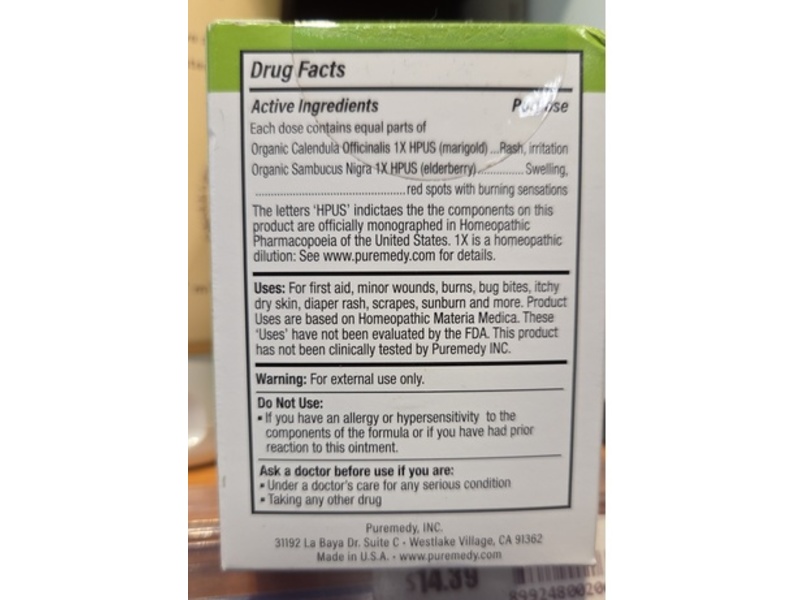 Drug Facts
Active Ingredients Purpose
Each dose contains equal parts of
Organic Calendula Officinalis 1X HPUS (marigold) ...Rash, irritation
Organic Sambucus Nigra 1X HPUS (elderberry)............... Swelling,
................................................red spots with burning sensations
The letters 'HPUS' indictaes the the components on this
product are officially monographed in Homeopathic
Pharmacopoeia of the United States. 1X is a homeopathic
dilution: See www.puremedy.com for details.
Uses: For first aid, minor wounds, burns, bug bites, itchy
dry skin, diaper rash, scrapes, sunburn and more. Product
Uses are based on Homeopathic Materia Medica. These
'Uses' have not been evaluated by the FDA. This product
has not been clinically tested by Puremedy INC.
Warning: For external use only.
Do Not Use:
• If you have an allergy or hypersensitivity to the
components of the formula or if you have had prior
reaction to this ointment.
Ask a doctor before use if you are:
• Under a doctor's care for any serious condition
• Taking any other drug
Puremedy, INC.
31192 La Baya Dr. Suite C • Westlake Village, CA 91362
Made in U.S.A. • www.puremedy.com
$14.39